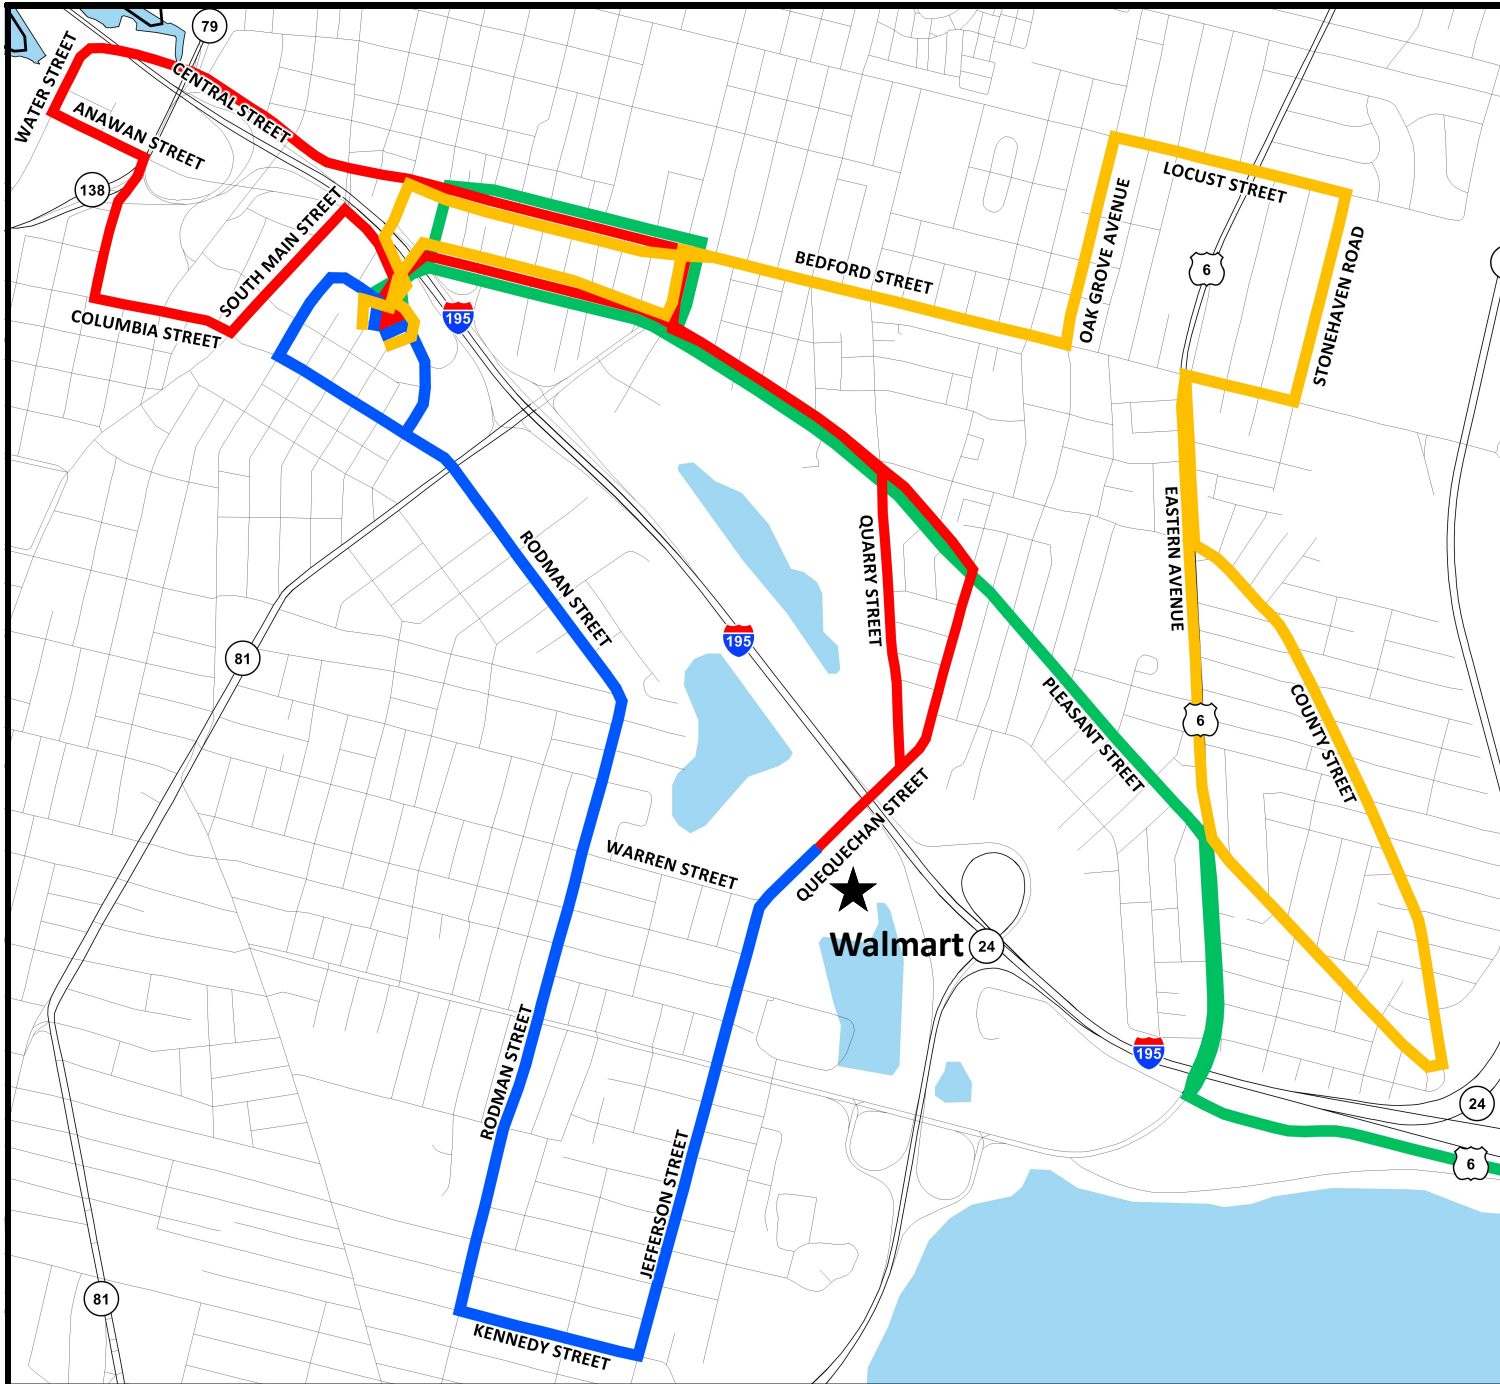 79
WATER STREET
CENTRAL STREET
ANAWAN STREET
138
SOUTH MAIN STREET
COLUMBIA STREET
195
BEDFORD STREET
OAK GROVE AVENUE
LOCUST STREET
6
STONEHAVEN ROAD
EASTERN AVENUE
QUARRY STREET
RODMAN STREET
195
81
6
PLEASANT STREET
COUNTY STREET
WARREN STREET
QUEQUECHAN STREET
Walmart
24
RODMAN STREET
195
24
6
JEFFERSON STREET
81
KENNEDY STREET